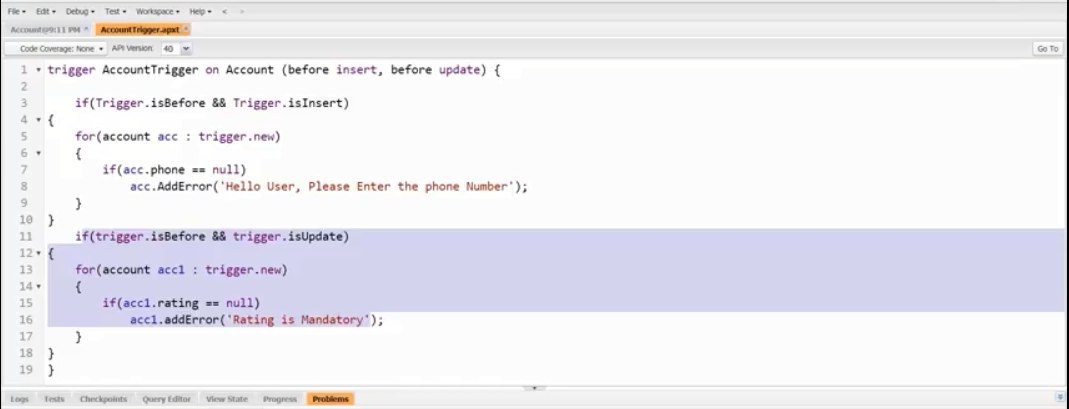 File Edit Debug Test Workspace Help < >
Account@9:11 PM AccountTrigger.apxt
Code Coverage: None API Version: 40 Go To
1 trigger AccountTrigger on Account (before insert, before update) {
2
3 if(Trigger.isBefore && Trigger.isInsert)
4 {
5 for(account acc : trigger.new)
6 {
7 if(acc.phone == null)
8 acc.AddError('Hello User, Please Enter the phone Number');
9 }
10 }
11 if(trigger.isBefore && trigger.isUpdate)
12 {
13 for(account acc1 : trigger.new)
14 {
15 if(acc1.rating == null)
16 acc1.addError('Rating is Mandatory');
17 }
18 }
19 }
Logs Tests Checkpoints Query Editor View State Progress Problems